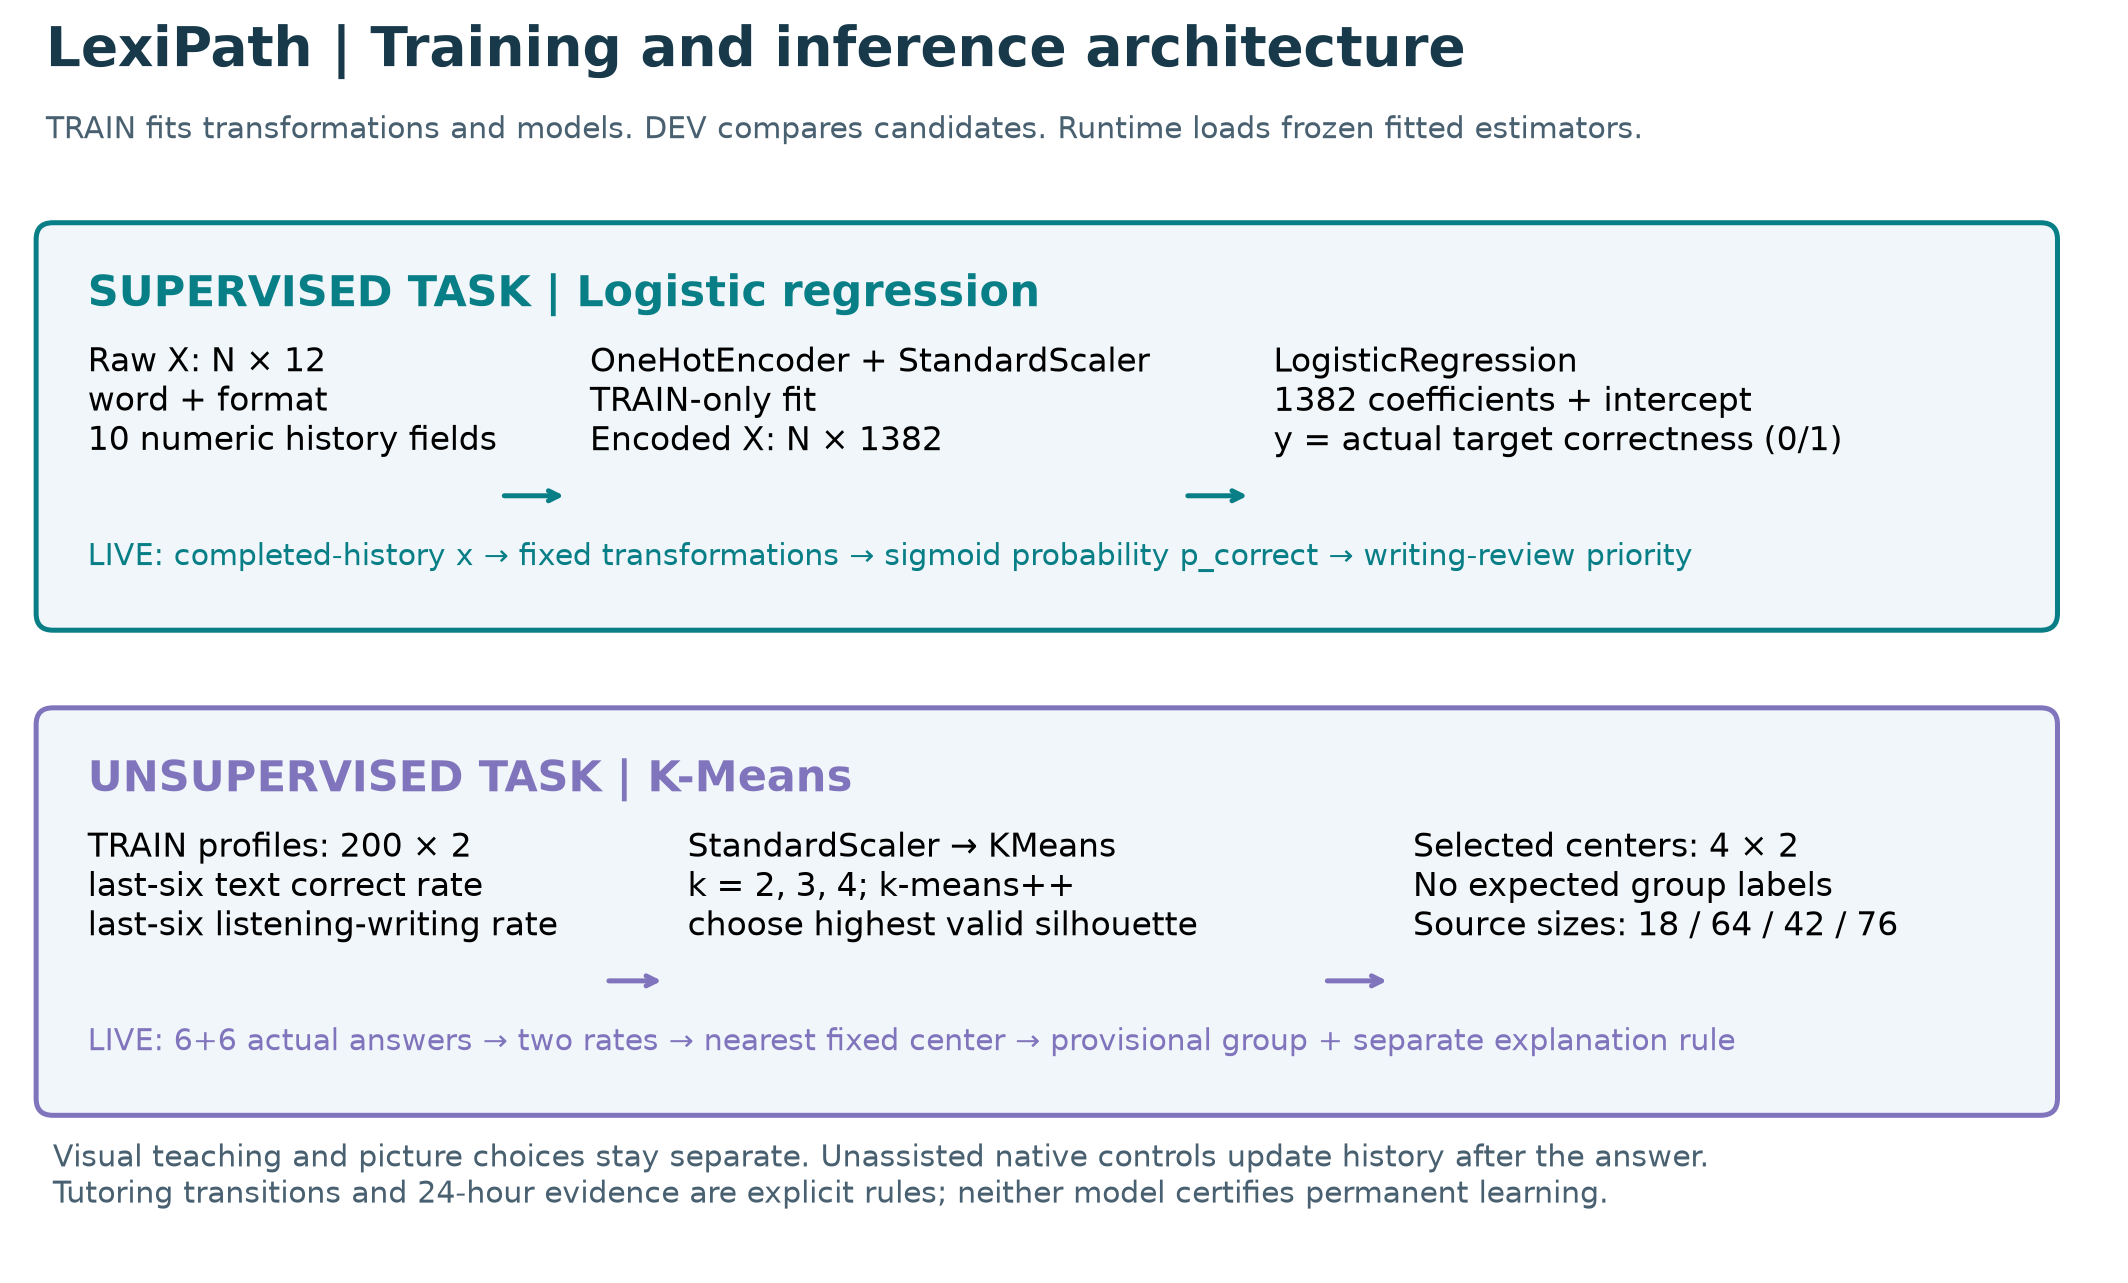 LexiPath | Training and inference architecture
TRAIN fits transformations and models. DEV compares candidates. Runtime loads frozen fitted estimators.
SUPERVISED TASK | Logistic regression
Raw X: N × 12
word + format
10 numeric history fields
OneHotEncoder + StandardScaler
TRAIN-only fit
Encoded X: N × 1382
LogisticRegression
1382 coefficients + intercept
y = actual target correctness (0/1)
LIVE: completed-history x → fixed transformations → sigmoid probability p_correct → writing-review priority
UNSUPERVISED TASK | K-Means
TRAIN profiles: 200 × 2
last-six text correct rate
last-six listening-writing rate
StandardScaler → KMeans
k = 2, 3, 4; k-means++
choose highest valid silhouette
Selected centers: 4 × 2
No expected group labels
Source sizes: 18 / 64 / 42 / 76
LIVE: 6+6 actual answers → two rates → nearest fixed center → provisional group + separate explanation rule
Visual teaching and picture choices stay separate. Unassisted native controls update history after the answer.
Tutoring transitions and 24-hour evidence are explicit rules; neither model certifies permanent learning.